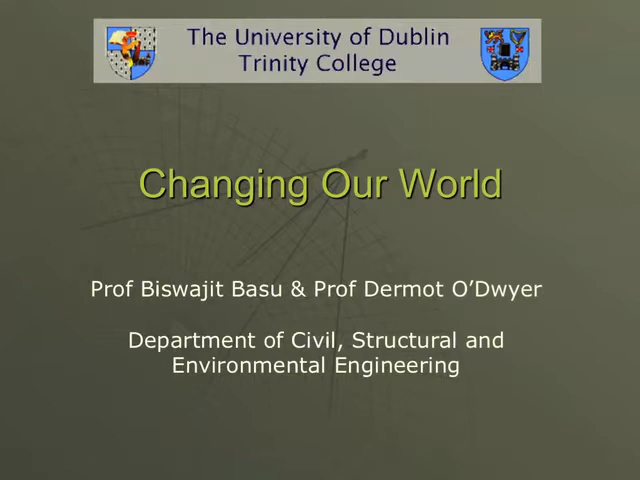 The University of Dublin
Trinity College
Changing Our World
Prof Biswajit Basu & Prof Dermot O’Dwyer
Department of Civil, Structural and
Environmental Engineering